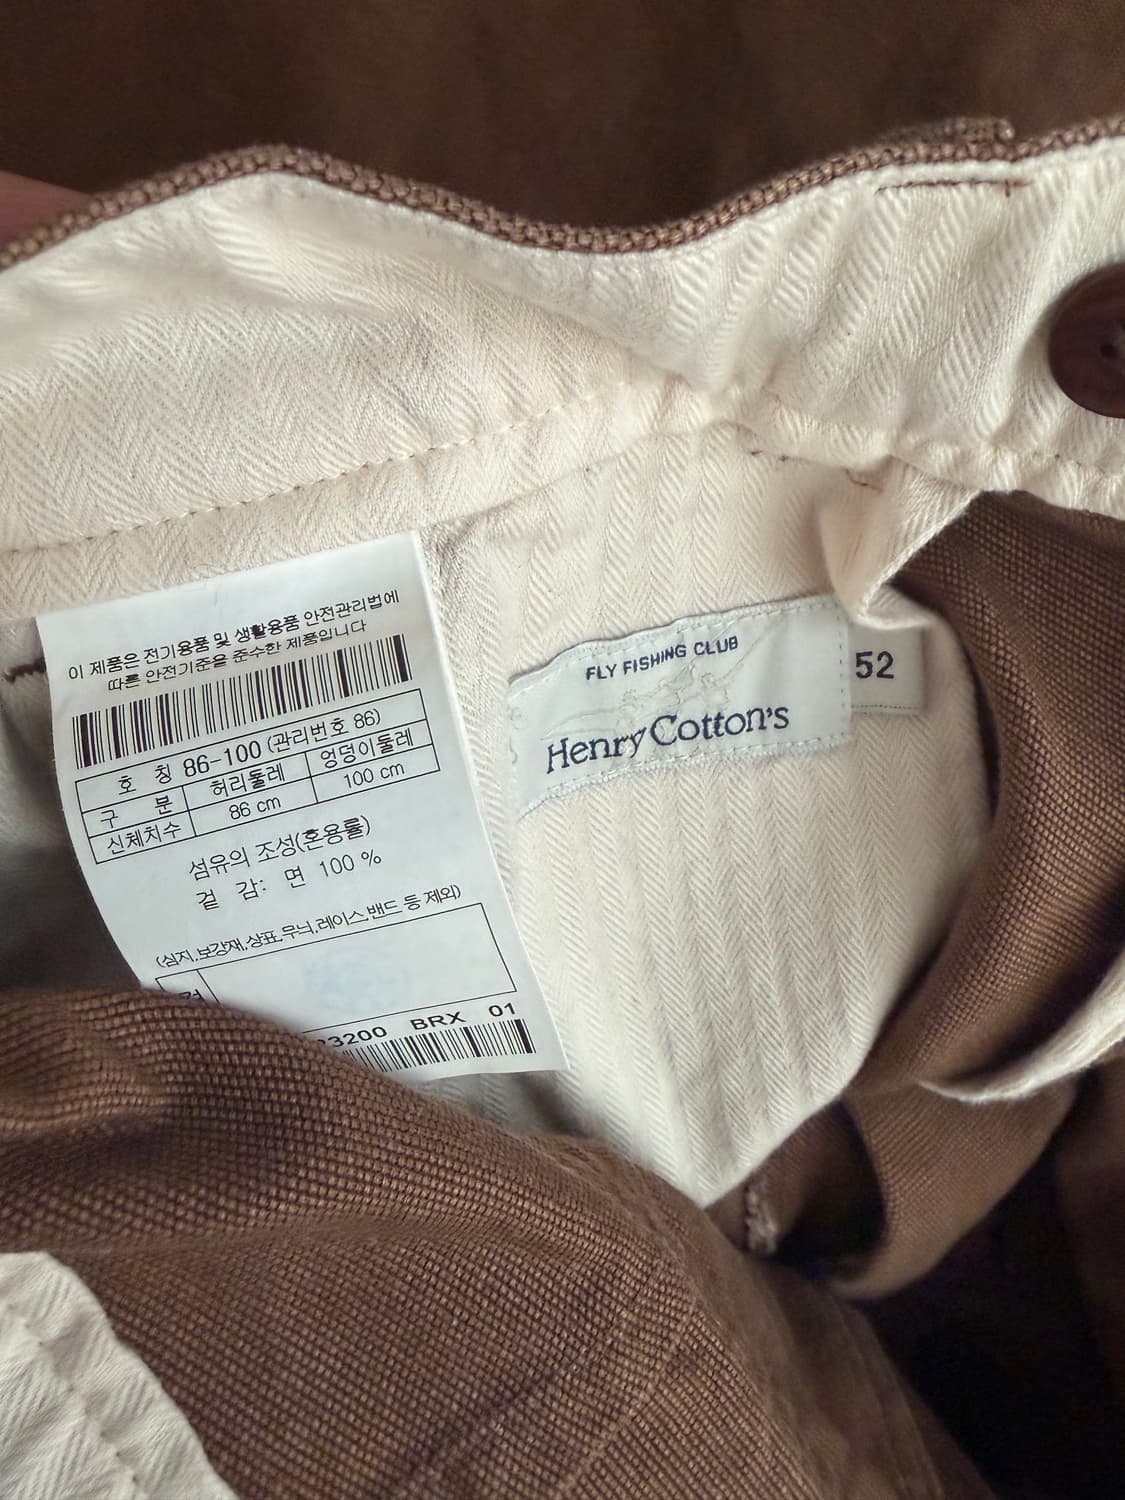 이 제품은 전기용품 및 생활용품 안전관리법에
따른 안전기준을 준수한 제품입니다
호 칭 86-100 (관리번호 86)
구 분 허리둘레 엉덩이둘레
신체치수 86 cm 100 cm
섬유의 조성(혼용률)
겉 감: 면 100 %
(심지,보강재,상표,무늬,레이스,밴드 등 제외)
3200 BRX 01
FLY FISHING CLUB
Henry Cotton's
52